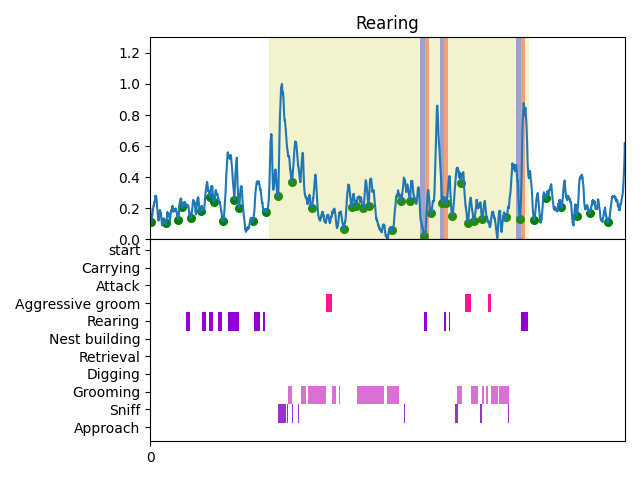 Rearing
1.2
1.0
0.8
0.6
0.4
0.2
0.0
start
Carrying
Attack
Aggressive groom
Rearing
Nest building
Retrieval
Digging
Grooming
Sniff
Approach
0